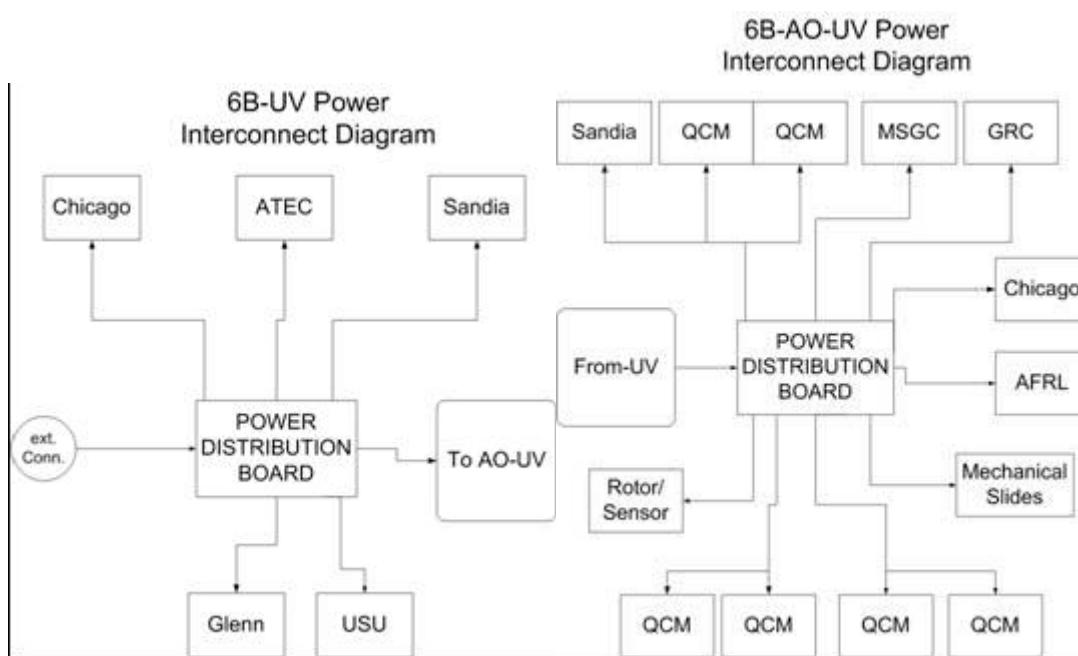 6B-UV Power
Interconnect Diagram
Chicago
ATEC
Sandia
ext.
Conn.
POWER
DISTRIBUTION
BOARD
To AO-UV
Glenn
USU
6B-AO-UV Power
Interconnect Diagram
Sandia
QCM
QCM
MSGC
GRC
Chicago
From-UV
POWER
DISTRIBUTION
BOARD
AFRL
Rotor/
Sensor
Mechanical
Slides
QCM
QCM
QCM
QCM